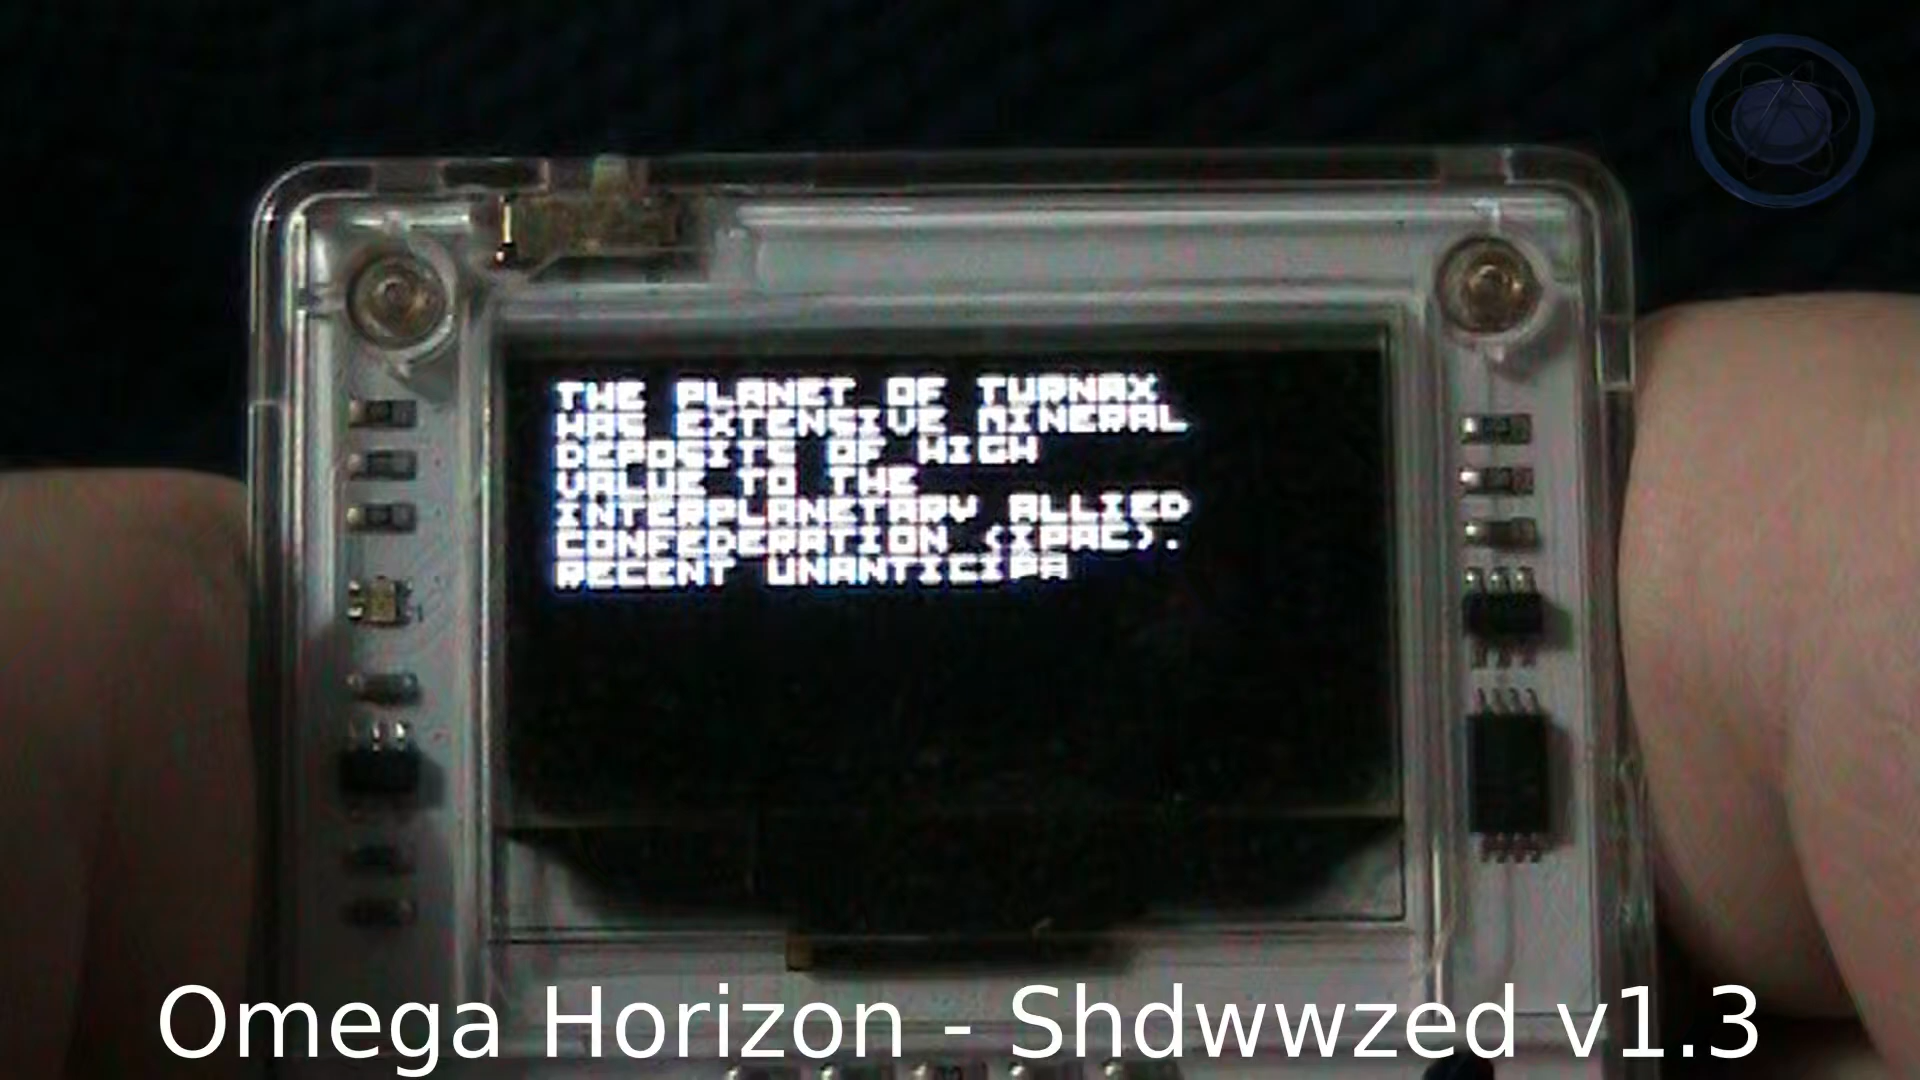 THE PLANET OF TURNAX
HAS EXTENSIVE MINERAL
DEPOSITS OF HIGH
VALUE TO THE
INTERPLANETARY ALLIED
CONFEDERATION (IPAC).
RECENT UNANTICIPA
Omega Horizon - Shdwwzed v1.3